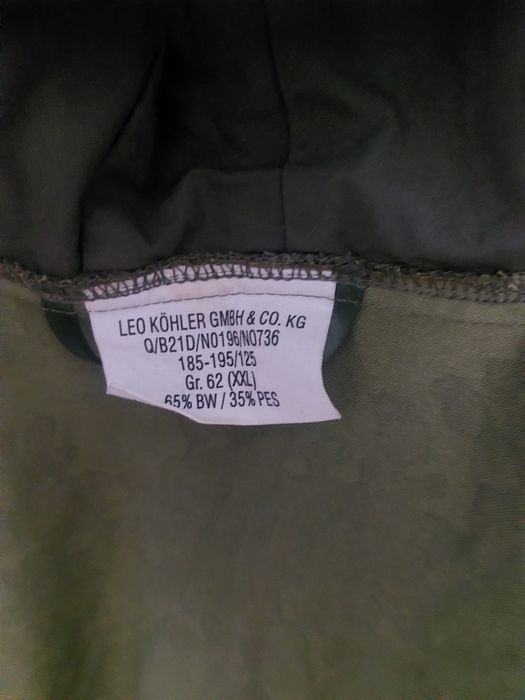 LEO KÖHLER GMBH & CO. KG
Q/B21D/N0196/N0736
185-195/125
Gr. 62 (XXL)
65% BW / 35% PES